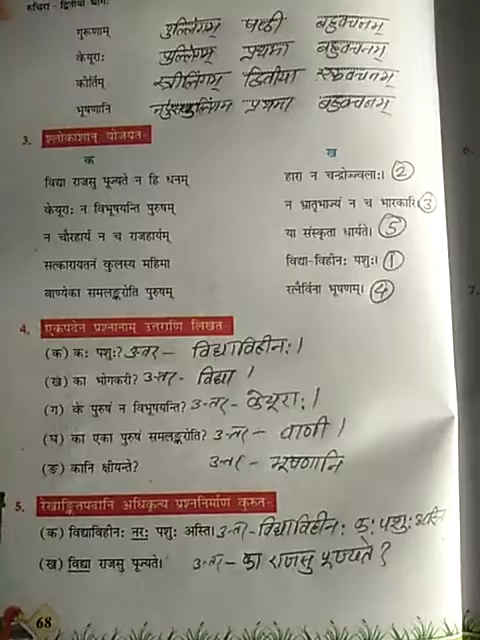 रुचिरा - द्वितीयो भागः
गुरूणाम् पुल्लिंगम् षष्ठी बहुवचनम्
केयूराः पुल्लिंगम् प्रथमा बहुवचनम्
कीर्तिम् स्त्रीलिंगम् द्वितीया एकवचनम्
भूषणानि नपुंसकलिंगम प्रथमा बहुवचनम्
3. श्लोकांशान् योजयत-
क ख
विद्या राजसु पूज्यते न हि धनम् हारा न चन्द्रोज्ज्वलाः। 2
केयूराः न विभूषयन्ति पुरुषम् न भ्रातृभाज्यं न च भारकारि। 3
न चौरहार्यं न च राजहार्यम् या संस्कृता धार्यते। 5
सत्कारायतनं कुलस्य महिमा विद्या-विहीनः पशुः। 1
वाण्येका समलङ्करोति पुरुषम् रत्नैर्विना भूषणम्। 4
4. एकपदेन प्रश्नानाम् उत्तराणि लिखत-
(क) कः पशुः? उत्तर - विद्याविहीनः।
(ख) का भोगकरी? उत्तर - विद्या।
(ग) के पुरुषं न विभूषयन्ति? उत्तर - केयूराः।
(घ) का एका पुरुषं समलङ्करोति? उत्तर - वाणी।
(ङ) कानि क्षीयन्ते? उत्तर - भूषणानि
5. रेखाङ्कितपदानि अधिकृत्य प्रश्ननिर्माणं कुरुत-
(क) विद्याविहीनः नरः पशुः अस्ति। उत्तर - विद्याविहीनः कः पशुः अस्ति
(ख) विद्या राजसु पूज्यते। उत्तर - का राजसु पूज्यते?
68
6.
7.